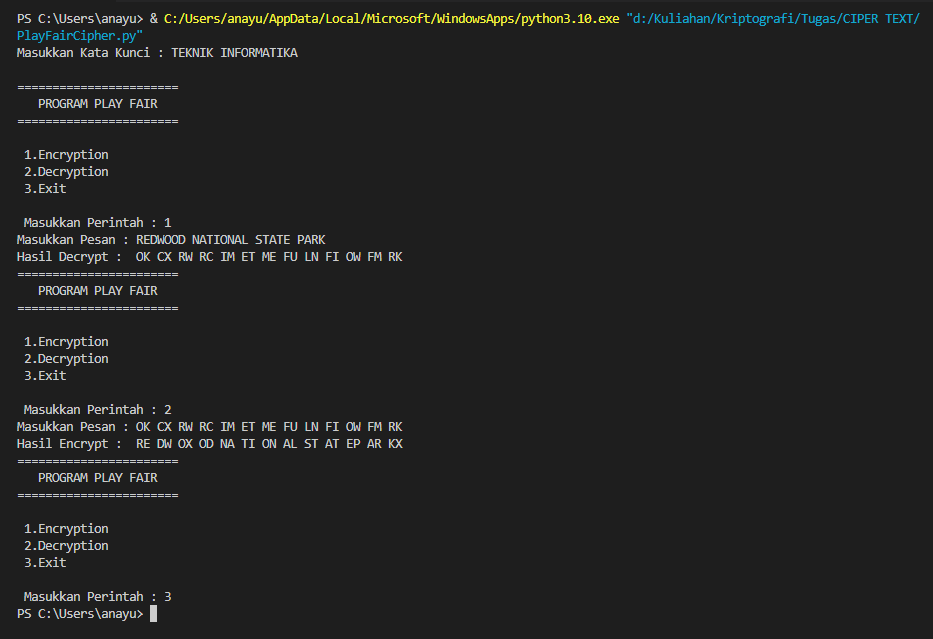 PS C:\Users\anayu> & C:/Users/anayu/AppData/Local/Microsoft/WindowsApps/python3.10.exe "d:/Kuliahan/Kriptografi/Tugas/CIPER TEXT/
PlayFairCipher.py"
Masukkan Kata Kunci : TEKNIK INFORMATIKA
=======================
PROGRAM PLAY FAIR
=======================
1.Encryption
2.Decryption
3.Exit
Masukkan Perintah : 1
Masukkan Pesan : REDWOOD NATIONAL STATE PARK
Hasil Decrypt :  OK CX RW RC IM ET ME FU LN FI OW FM RK
=======================
PROGRAM PLAY FAIR
=======================
1.Encryption
2.Decryption
3.Exit
Masukkan Perintah : 2
Masukkan Pesan : OK CX RW RC IM ET ME FU LN FI OW FM RK
Hasil Encrypt :  RE DW OX OD NA TI ON AL ST AT EP AR KX
=======================
PROGRAM PLAY FAIR
=======================
1.Encryption
2.Decryption
3.Exit
Masukkan Perintah : 3
PS C:\Users\anayu>